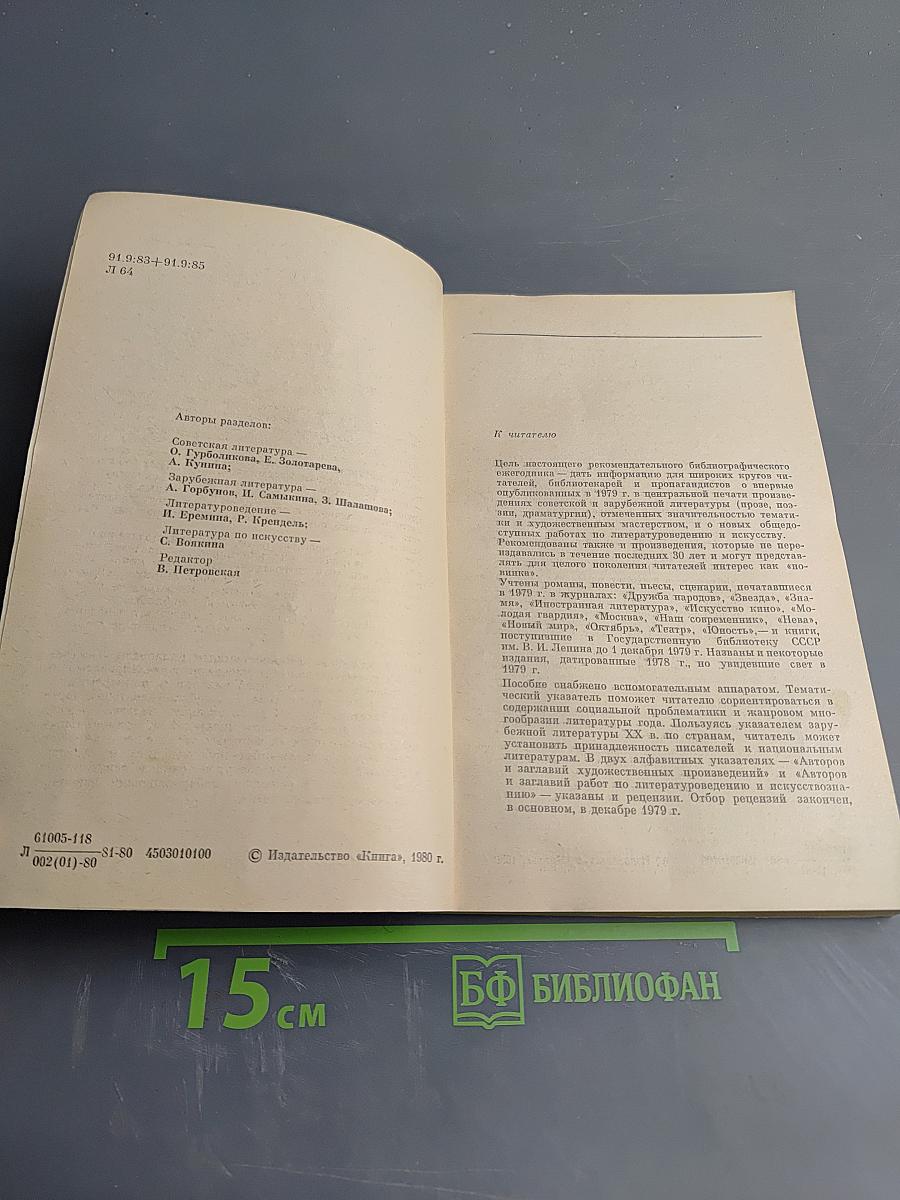 91.9:83+91.9:85
Л 64
Авторы разделов:
Советская литература —
О. Гурболикова, Е. Золотарева,
А. Кунина;
Зарубежная литература —
А. Горбунов, И. Самыкина, З. Шалашова;
Литературоведение —
И. Еремина, Р. Крендель;
Литература по искусству —
С. Воякина
Редактор
В. Петровская
61005-118
Л ———— 81-80 4503010100
002(01)-80
© Издательство «Книга», 1980 г.
К читателю
Цель настоящего рекомендательного библиографического
ежегодника — дать информацию для широких кругов чи-
тателей, библиотекарей и пропагандистов о впервые
опубликованных в 1979 г. в центральной печати произве-
дениях советской и зарубежной литературы (прозе, поэ-
зии, драматургии), отмеченных значительностью темати-
ки и художественным мастерством, и о новых общедо-
ступных работах по литературоведению и искусству.
Рекомендованы также и произведения, которые не пере-
издавались в течение последних 30 лет и могут представ-
лять для целого поколения читателей интерес как «но-
винка».
Учтены романы, повести, пьесы, сценарии, печатавшиеся
в 1979 г. в журналах: «Дружба народов», «Звезда», «Зна-
мя», «Иностранная литература», «Искусство кино», «Мо-
лодая гвардия», «Москва», «Наш современник», «Нева»,
«Новый мир», «Октябрь», «Театр», «Юность», — и книги,
поступившие в Государственную библиотеку СССР
им. В. И. Ленина до 1 декабря 1979 г. Названы и некоторые
издания, датированные 1978 г., но увидевшие свет в
1979 г.
Пособие снабжено вспомогательным аппаратом. Темати-
ческий указатель поможет читателю сориентироваться в
содержании социальной проблематики и жанровом мно-
гообразии литературы года. Пользуясь указателем зару-
бежной литературы XX в. по странам, читатель может
установить принадлежность писателей к национальным
литературам. В двух алфавитных указателях — «Авторов
и заглавий художественных произведений» и «Авторов
и заглавий работ по литературоведению и искусствозна-
нию» — указаны и рецензии. Отбор рецензий закончен,
в основном, в декабре 1979 г.
15 см
БФ БИБЛИОФАН